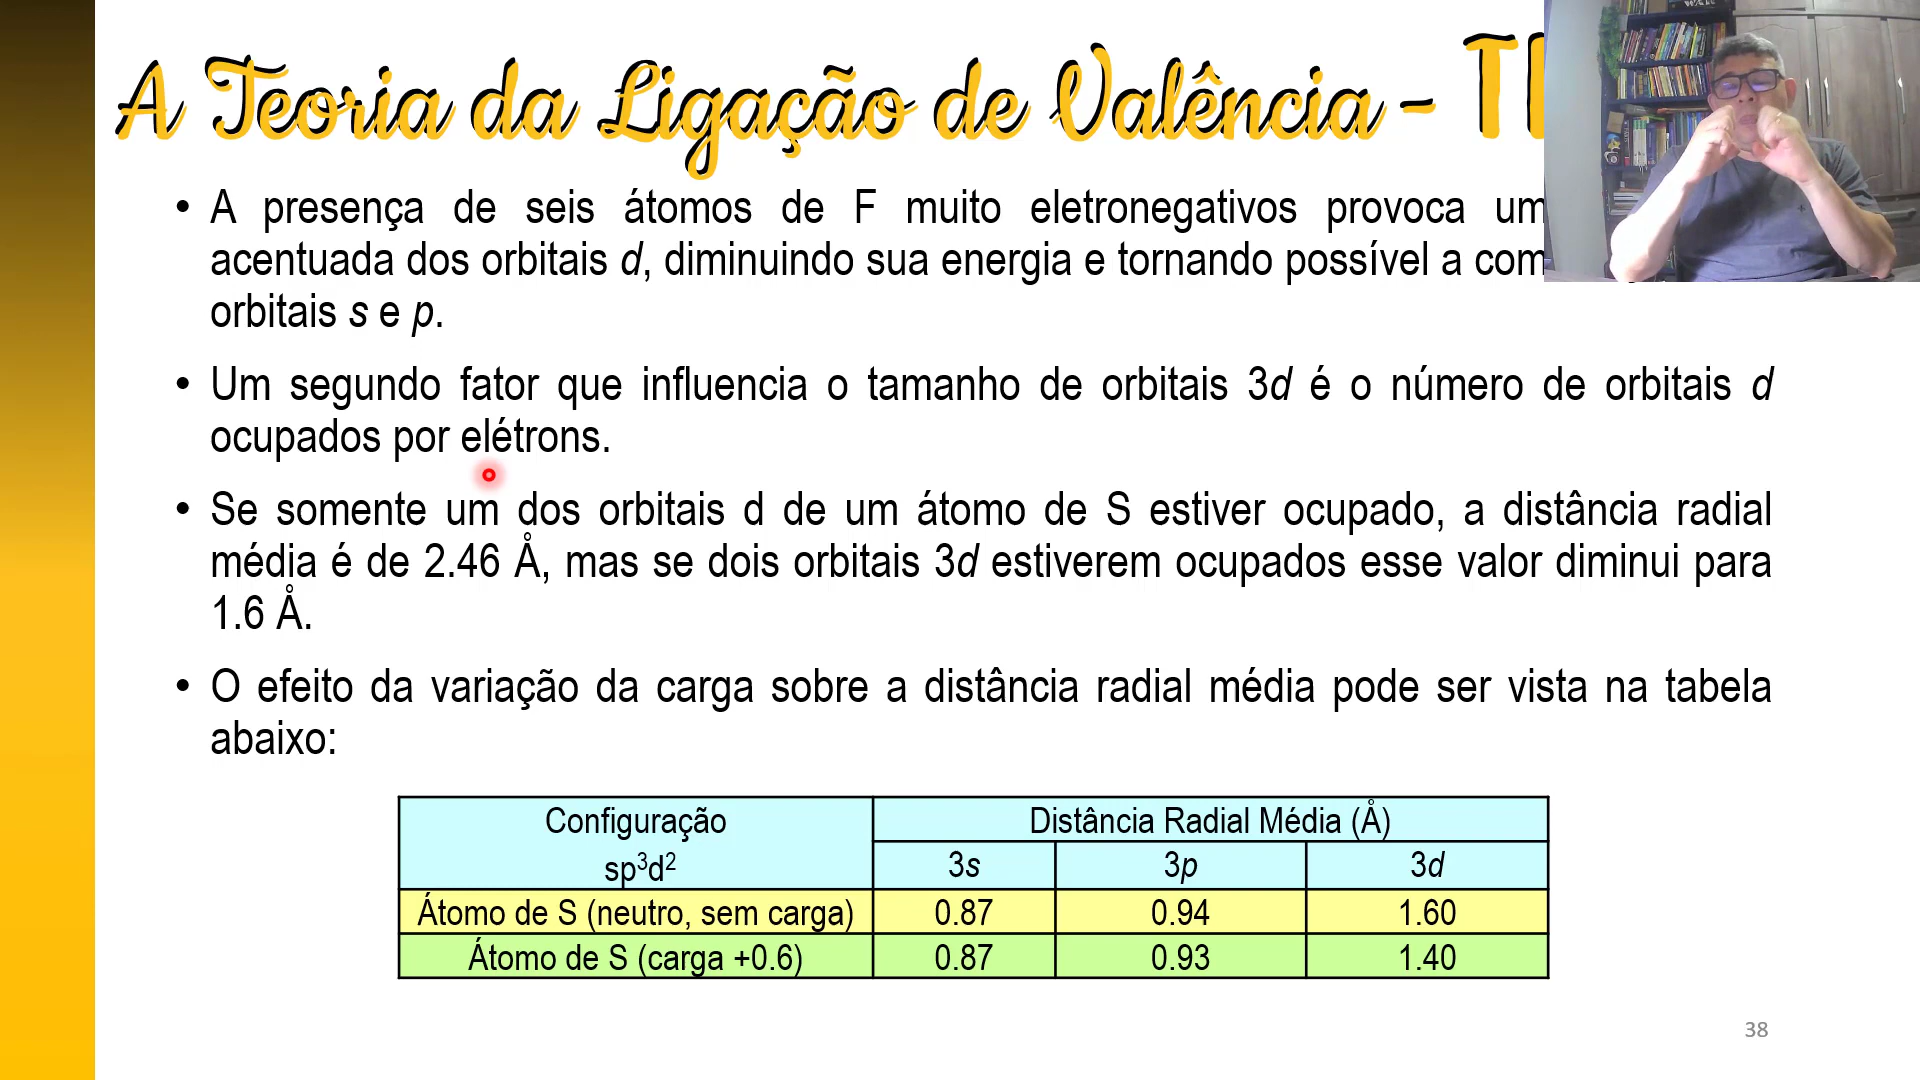 A Teoria da Ligação de Valência -
• A presença de seis átomos de F muito eletronegativos provoca
acentuada dos orbitais d, diminuindo sua energia e tornando possível a
orbitais s e p.
• Um segundo fator que influencia o tamanho de orbitais 3d é o número de orbitais d
ocupados por elétrons.
• Se somente um dos orbitais d de um átomo de S estiver ocupado, a distância radial
média é de 2.46 Å, mas se dois orbitais 3d estiverem ocupados esse valor diminui para
1.6 Å.
• O efeito da variação da carga sobre a distância radial média pode ser vista na tabela
abaixo:
Configuração Distância Radial Média (Å)
sp³d² 3s 3p 3d
Átomo de S (neutro, sem carga) 0.87 0.94 1.60
Átomo de S (carga +0.6) 0.87 0.93 1.40
38